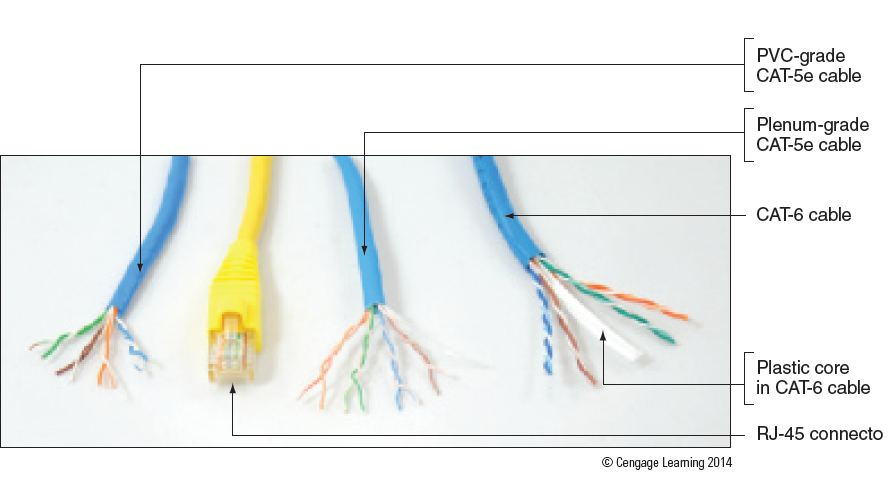 PVC-grade
CAT-5e cable
Plenum-grade
CAT-5e cable
CAT-6 cable
Plastic core
in CAT-6 cable
RJ-45 connecto
© Cengage Learning 2014